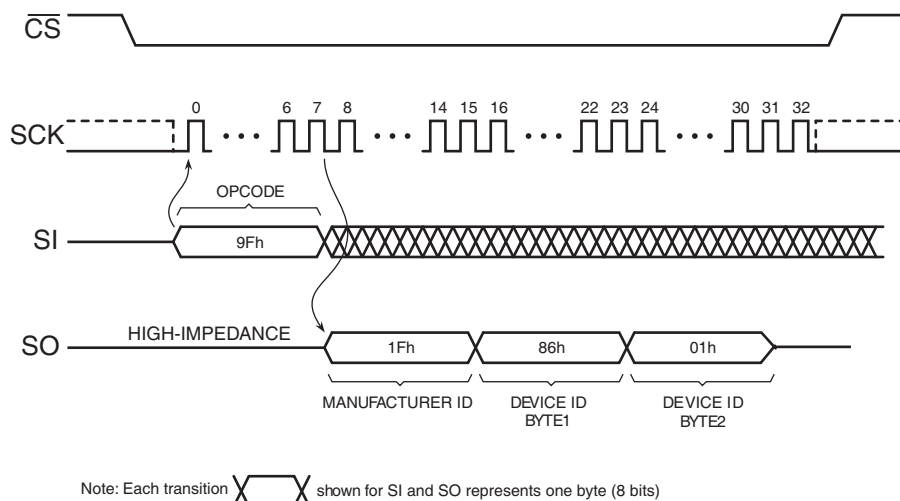 CS
0 6 7 8 14 15 16 22 23 24 30 31 32
SCK
OPCODE
SI 9Fh
HIGH-IMPEDANCE
SO 1Fh 86h 01h
MANUFACTURER ID DEVICE ID DEVICE ID
BYTE1 BYTE2
Note: Each transition shown for SI and SO represents one byte (8 bits)